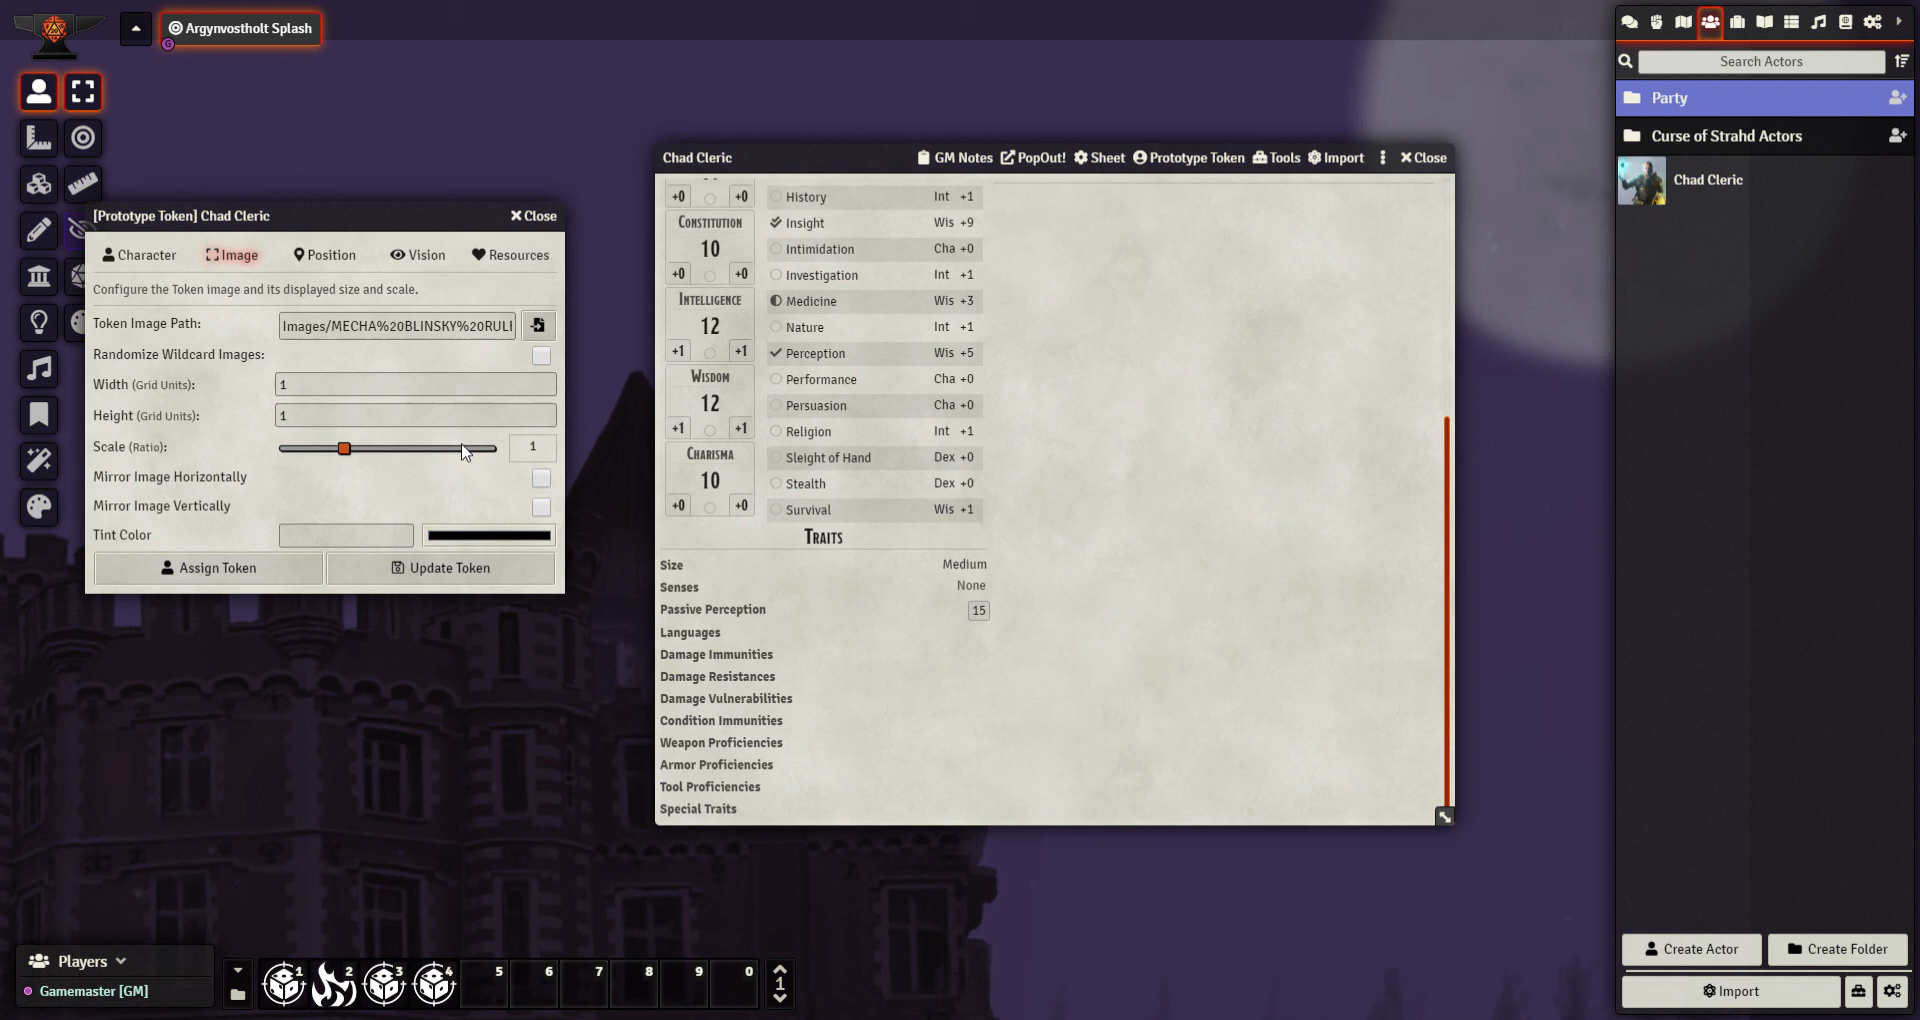 Argynvostholt Splash
G
Search Actors
Party
Curse of Strahd Actors
Chad Cleric
Create Actor
Create Folder
Import
[Prototype Token] Chad Cleric
Close
Character
Image
Position
Vision
Resources
Configure the Token image and its displayed size and scale.
Token Image Path:
Images/MECHA%20BLINSKY%20RULE
Randomize Wildcard Images:
Width (Grid Units):
1
Height (Grid Units):
1
Scale (Ratio):
1
Mirror Image Horizontally
Mirror Image Vertically
Tint Color
Assign Token
Update Token
Chad Cleric
GM Notes
PopOut!
Sheet
Prototype Token
Tools
Import
Close
+0 +0
Constitution
10
+0 +0
Intelligence
12
+1 +1
Wisdom
12
+1 +1
Charisma
10
+0 +0
History Int +1
Insight Wis +9
Intimidation Cha +0
Investigation Int +1
Medicine Wis +3
Nature Int +1
Perception Wis +5
Performance Cha +0
Persuasion Cha +0
Religion Int +1
Sleight of Hand Dex +0
Stealth Dex +0
Survival Wis +1
Traits
Size Medium
Senses None
Passive Perception 15
Languages
Damage Immunities
Damage Resistances
Damage Vulnerabilities
Condition Immunities
Weapon Proficiencies
Armor Proficiencies
Tool Proficiencies
Special Traits
Players
Gamemaster [GM]
1 2 3 4 5 6 7 8 9 0
1